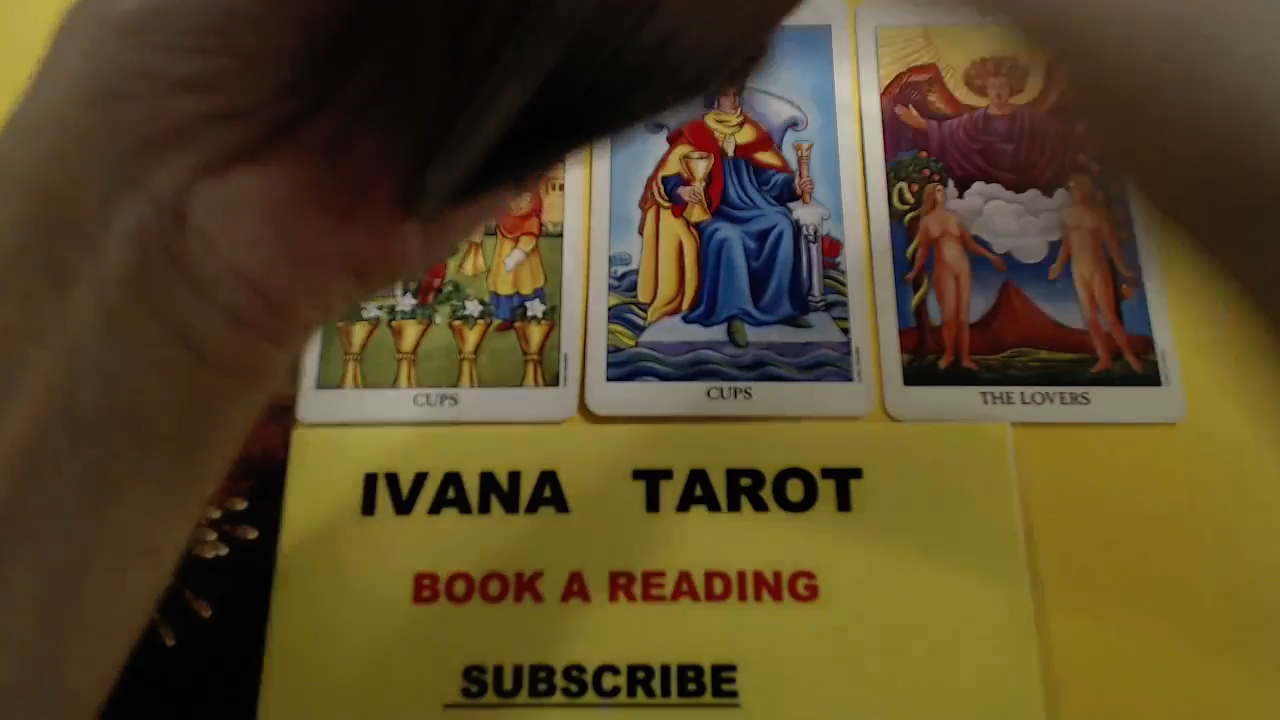 CUPS CUPS THE LOVERS
IVANA TAROT
BOOK A READING
SUBSCRIBE